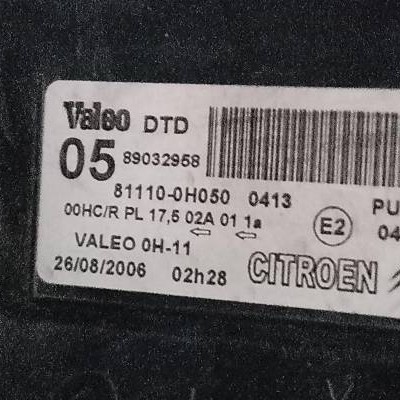 Valeo DTD
05 89032958
81110-0H050 0413 PU
00HC/R PL 17,5 02A 01 1a E2 04
VALEO 0H-11
26/08/2006 02h28 CITROEN